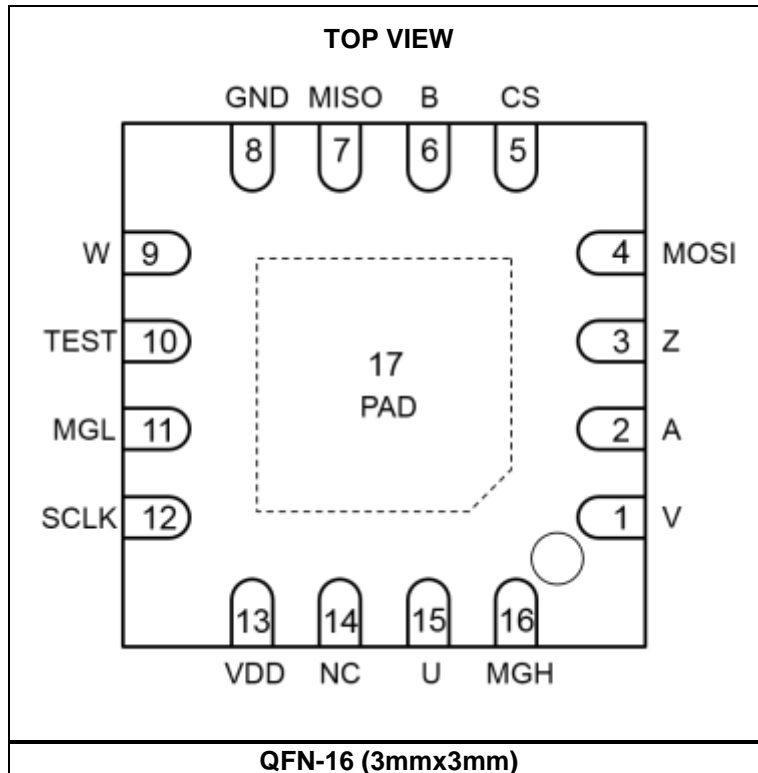 TOP VIEW
GND MISO B CS
8 7 6 5
W 9 4 MOSI
TEST 10 3 Z
17
PAD
MGL 11 2 A
SCLK 12 1 V
13 14 15 16
VDD NC U MGH
QFN-16 (3mmx3mm)